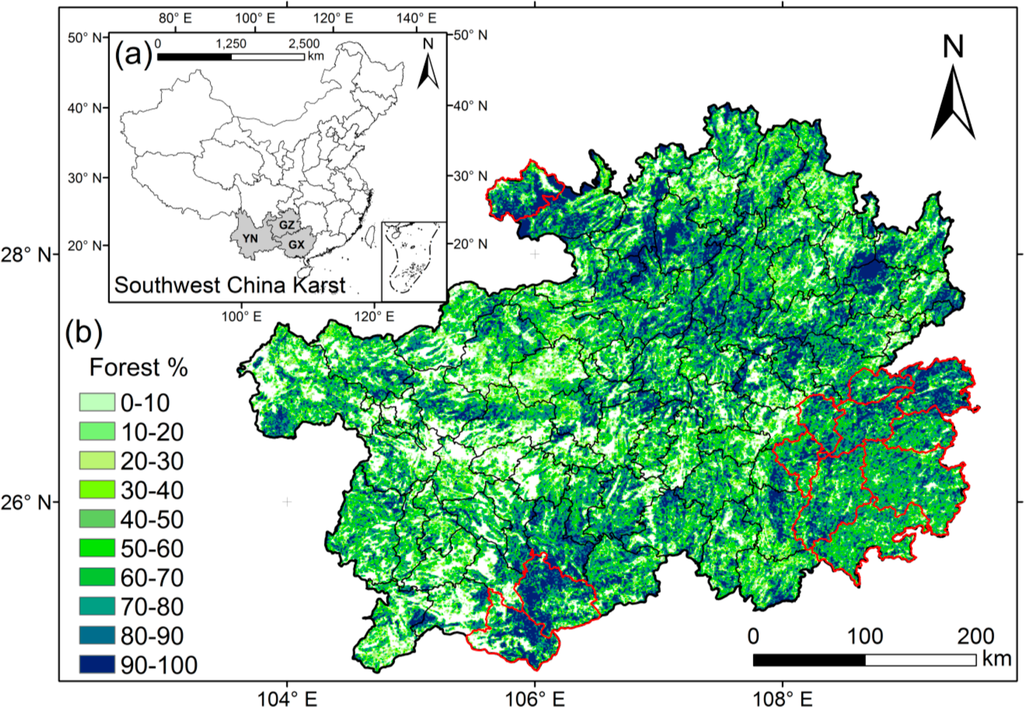 80° E 100° E 120° E 140° E
(a) 0 1,250 2,500 km
N
50° N 50° N
40° N 40° N
30° N 30° N
20° N 20° N
GZ
YN
GX
Southwest China Karst
100° E 120° E
N
28° N
26° N
(b)
Forest %
0-10
10-20
20-30
30-40
40-50
50-60
60-70
70-80
80-90
90-100
0 100 200
km
104° E 106° E 108° E